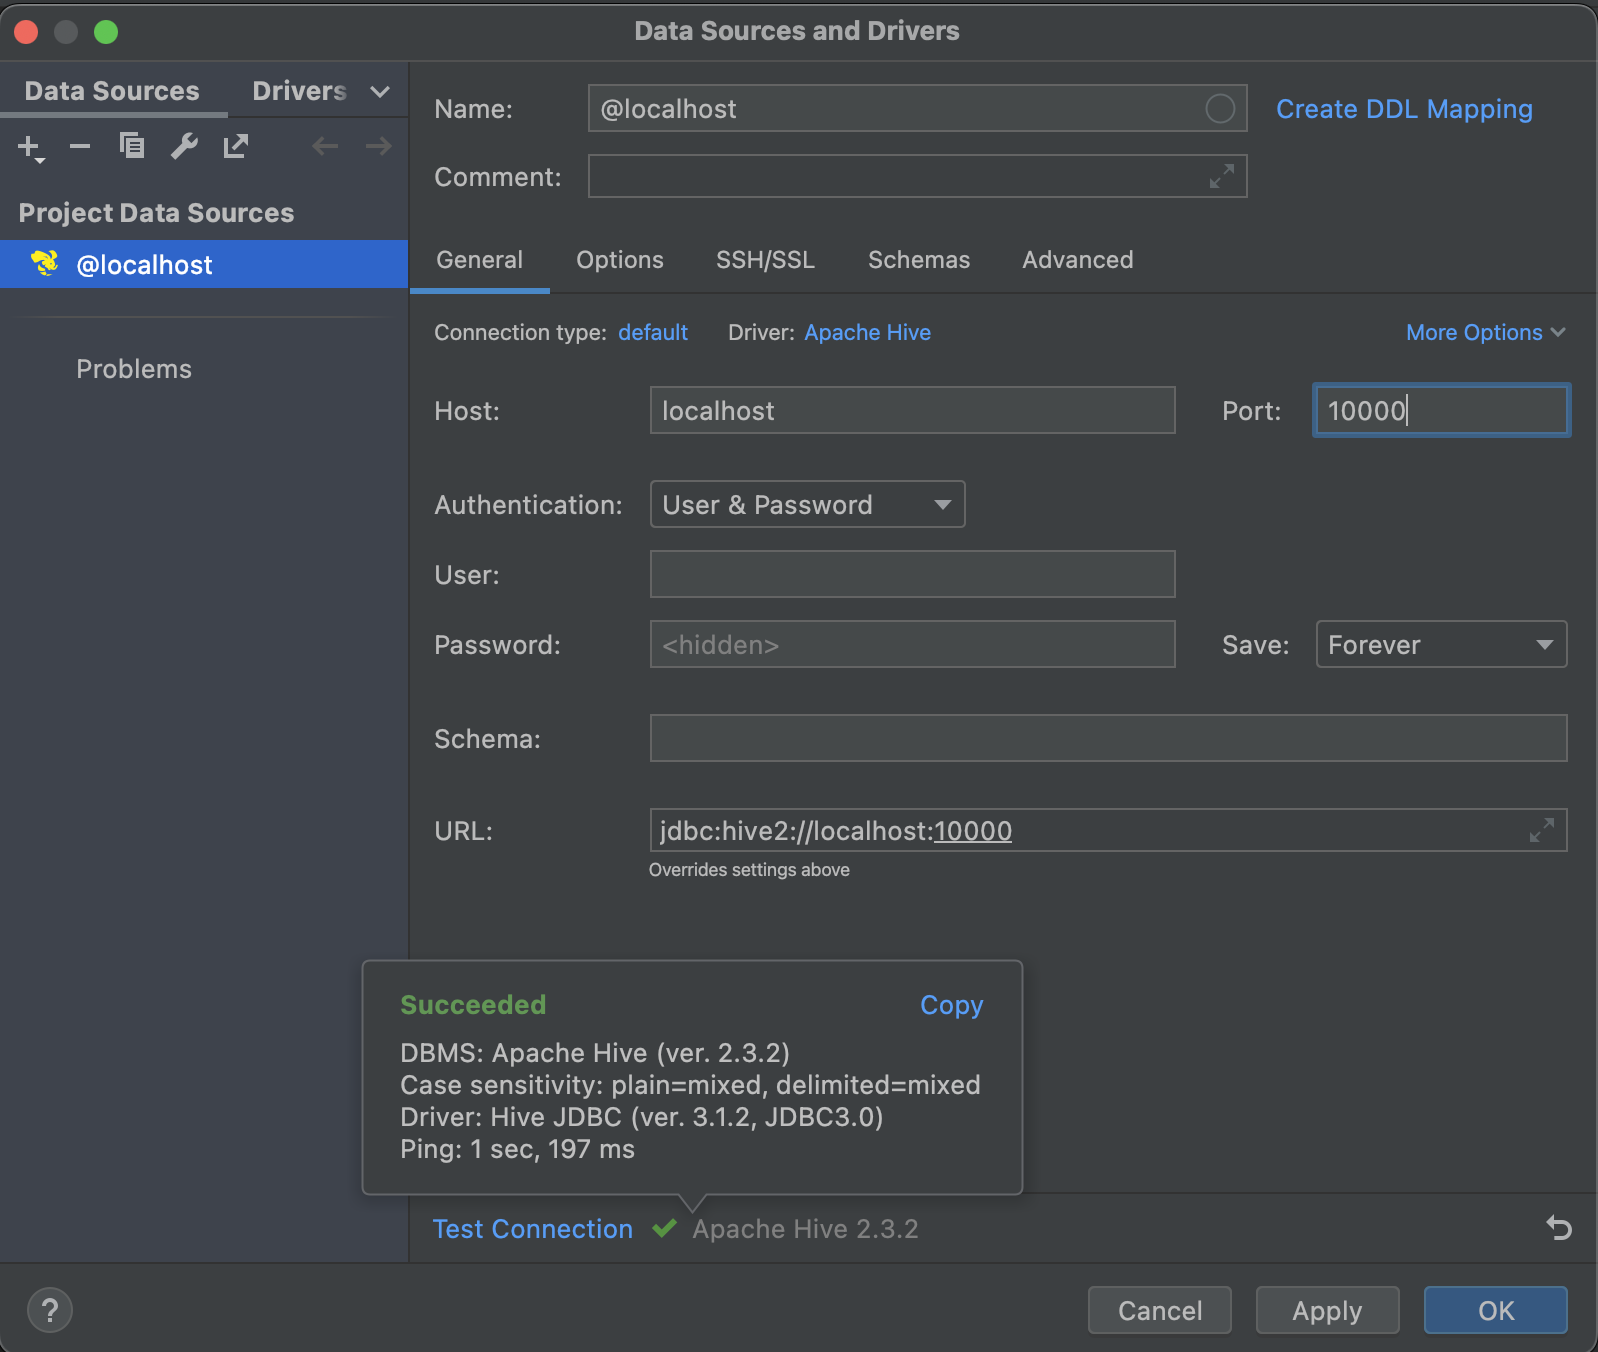 Data Sources and Drivers
Data Sources
Drivers
Project Data Sources
@localhost
Problems
Name: @localhost Create DDL Mapping
Comment:
General Options SSH/SSL Schemas Advanced
Connection type: default Driver: Apache Hive More Options
Host: localhost Port: 10000
Authentication: User & Password
User:
Password: <hidden> Save: Forever
Schema:
URL: jdbc:hive2://localhost:10000
Overrides settings above
Succeeded Copy
DBMS: Apache Hive (ver. 2.3.2)
Case sensitivity: plain=mixed, delimited=mixed
Driver: Hive JDBC (ver. 3.1.2, JDBC3.0)
Ping: 1 sec, 197 ms
Test Connection Apache Hive 2.3.2
? Cancel Apply OK